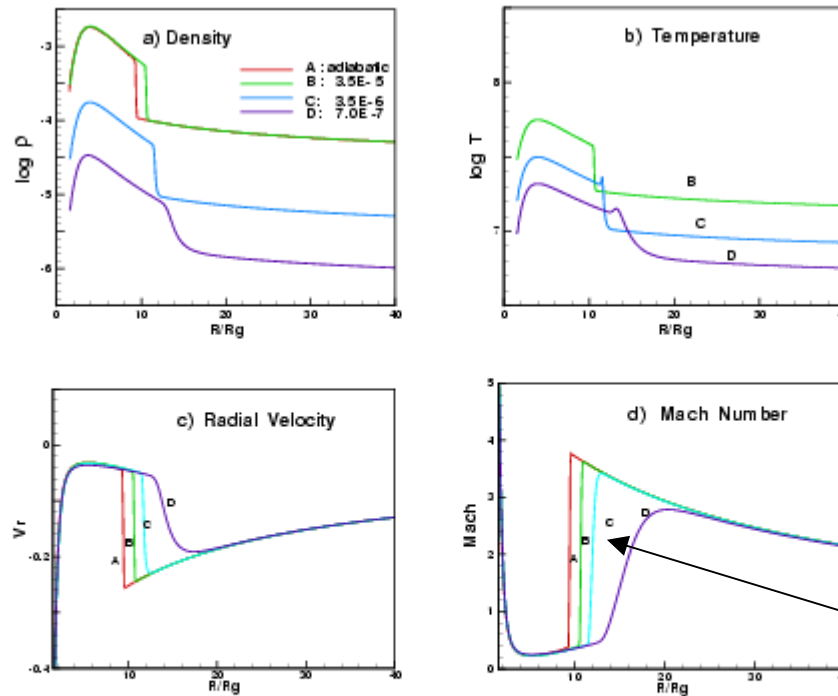 a) Density
A : adiabatic
B : 3.5E- 5
C: 3.5E- 6
D: 7.0E -7
log ρ
-3
-4
-5
-6
0 10 20 30 40
R/Rg
b) Temperature
log T
8
7
B
C
D
0 10 20 30
R/Rg
c) Radial Velocity
Vr
0
-0.2
-0.4
A
B
C
D
10 20 30 40
R/Rg
d) Mach Number
Mach
5
4
3
2
1
0
A
B
C
D
10 20 30
R/Rg